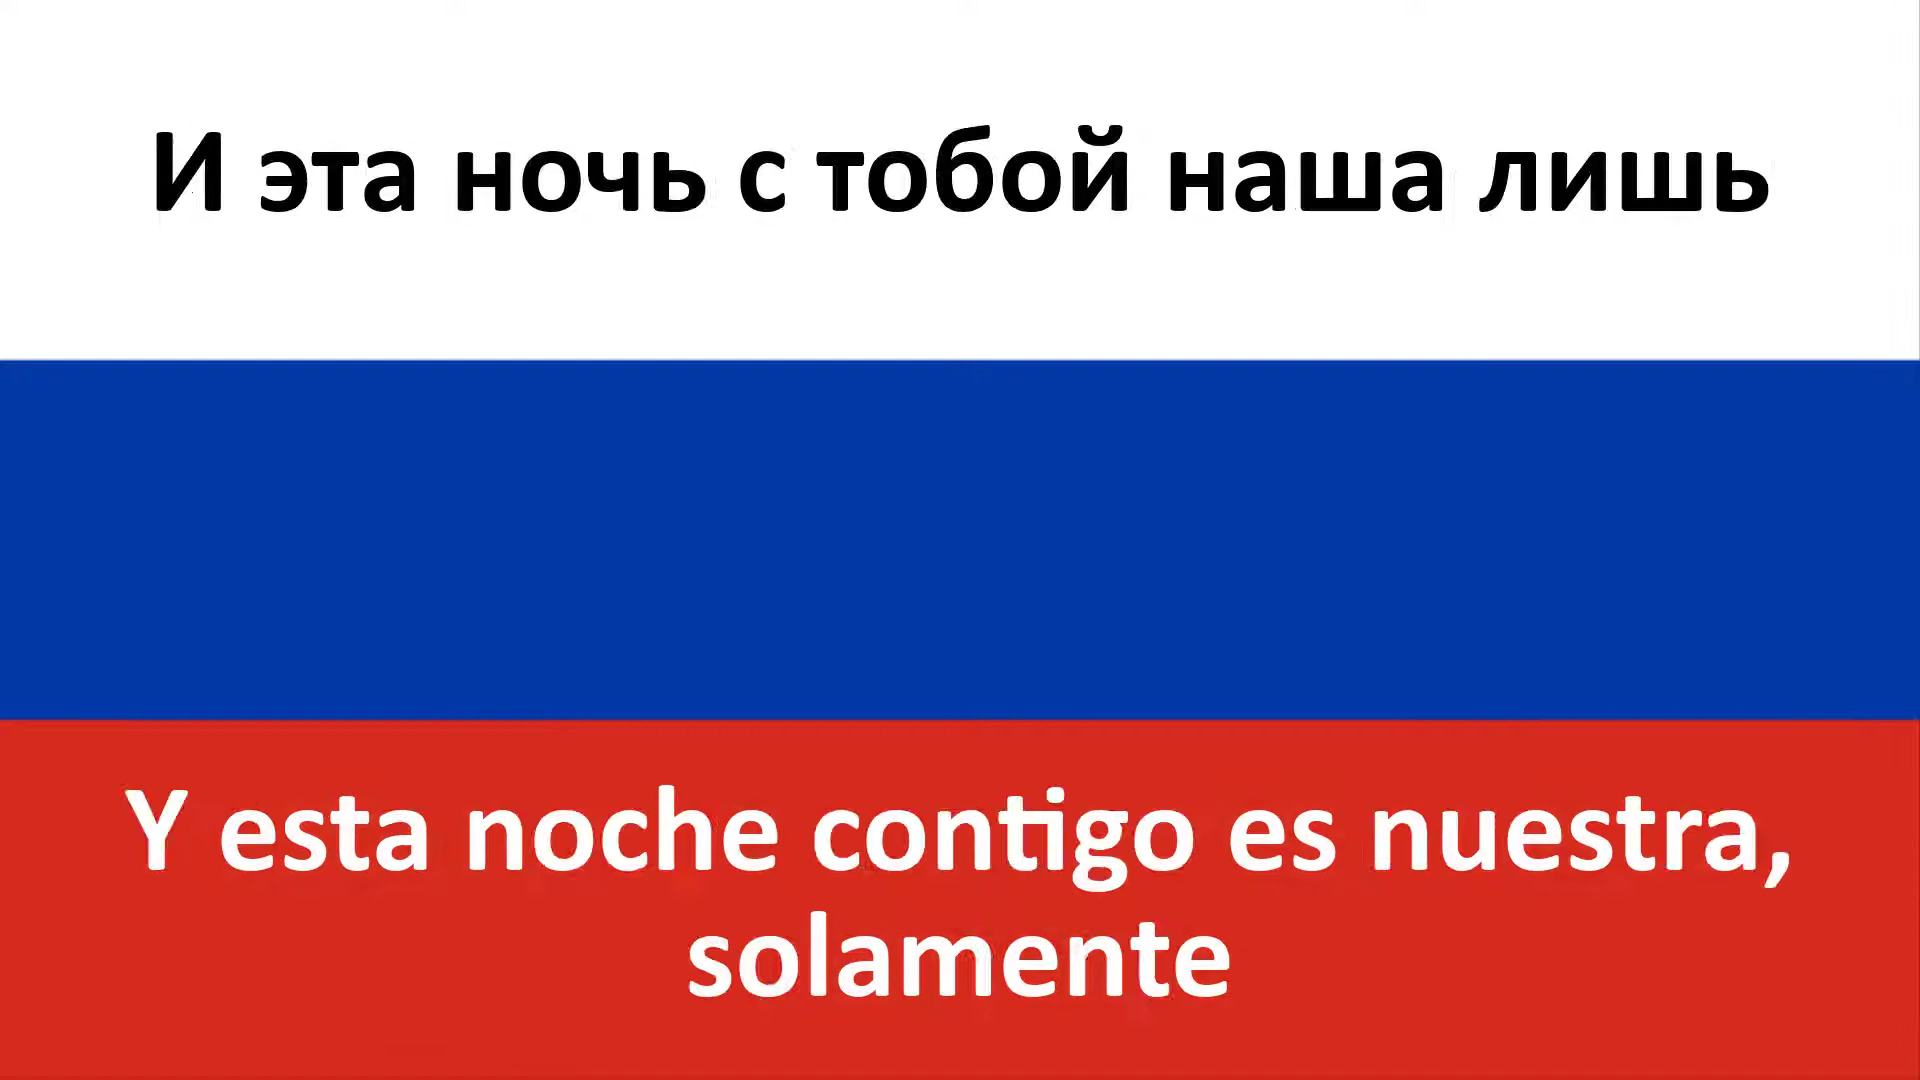 И эта ночь с тобой наша лишь
Y esta noche contigo es nuestra,
solamente